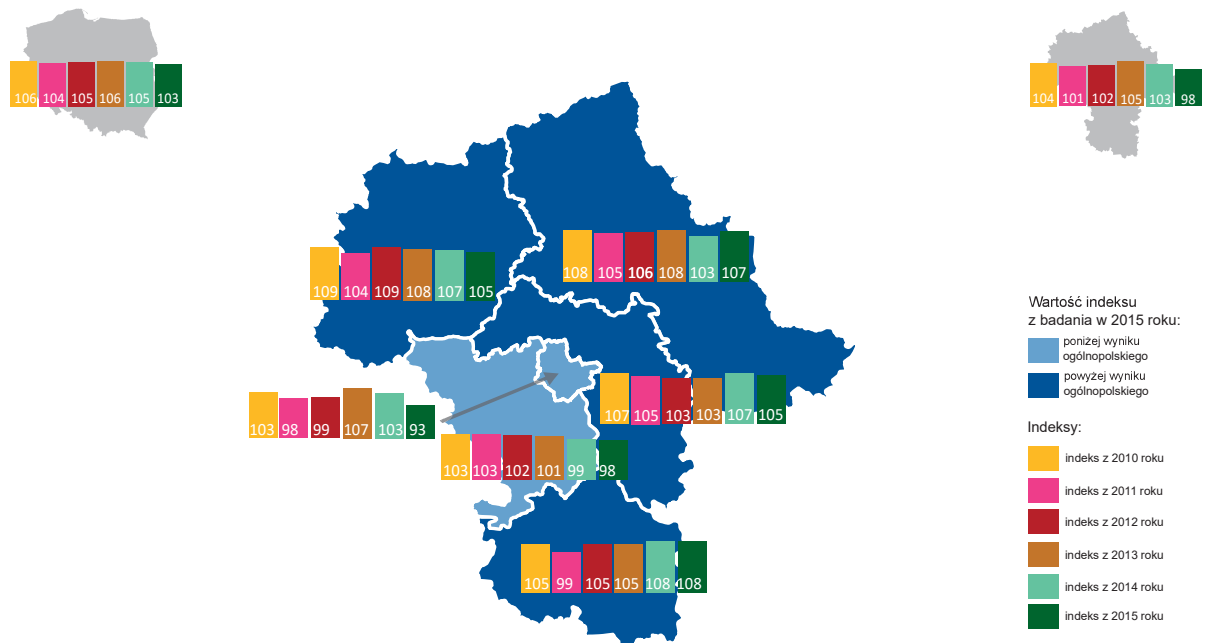 106 104 105 106 105 103
104 101 102 105 103 98
108 105 106 108 103 107
109 104 109 108 107 105
Wartość indeksu
z badania w 2015 roku:
poniżej wyniku
ogólnopolskiego
powyżej wyniku
ogólnopolskiego
107 105 103 103 107 105
103 98 99 107 103 93
103 103 102 101 99 98
Indeksy:
indeks z 2010 roku
indeks z 2011 roku
indeks z 2012 roku
indeks z 2013 roku
indeks z 2014 roku
indeks z 2015 roku
105 99 105 105 108 108